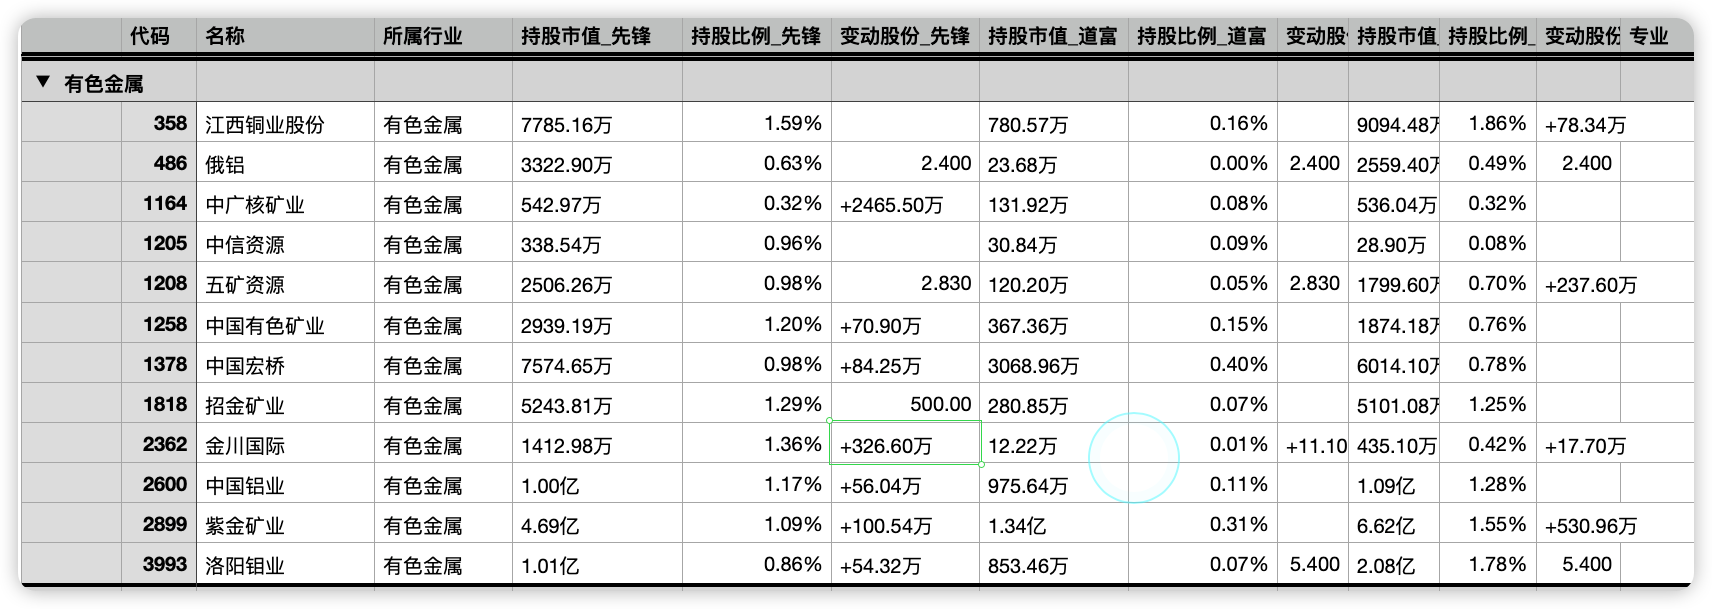 代码 名称 所属行业 持股市值_先锋 持股比例_先锋 变动股份_先锋 持股市值_道富 持股比例_道富 变动股 持股市值_ 持股比例_ 变动股份 专业
▼ 有色金属
358 江西铜业股份 有色金属 7785.16万 1.59% 780.57万 0.16% 9094.48万 1.86% +78.34万
486 俄铝 有色金属 3322.90万 0.63% 2.400 23.68万 0.00% 2.400 2559.40万 0.49% 2.400
1164 中广核矿业 有色金属 542.97万 0.32% +2465.50万 131.92万 0.08% 536.04万 0.32%
1205 中信资源 有色金属 338.54万 0.96% 30.84万 0.09% 28.90万 0.08%
1208 五矿资源 有色金属 2506.26万 0.98% 2.830 120.20万 0.05% 2.830 1799.60万 0.70% +237.60万
1258 中国有色矿业 有色金属 2939.19万 1.20% +70.90万 367.36万 0.15% 1874.18万 0.76%
1378 中国宏桥 有色金属 7574.65万 0.98% +84.25万 3068.96万 0.40% 6014.10万 0.78%
1818 招金矿业 有色金属 5243.81万 1.29% 500.00 280.85万 0.07% 5101.08万 1.25%
2362 金川国际 有色金属 1412.98万 1.36% +326.60万 12.22万 0.01% +11.10 435.10万 0.42% +17.70万
2600 中国铝业 有色金属 1.00亿 1.17% +56.04万 975.64万 0.11% 1.09亿 1.28%
2899 紫金矿业 有色金属 4.69亿 1.09% +100.54万 1.34亿 0.31% 6.62亿 1.55% +530.96万
3993 洛阳钼业 有色金属 1.01亿 0.86% +54.32万 853.46万 0.07% 5.400 2.08亿 1.78% 5.400